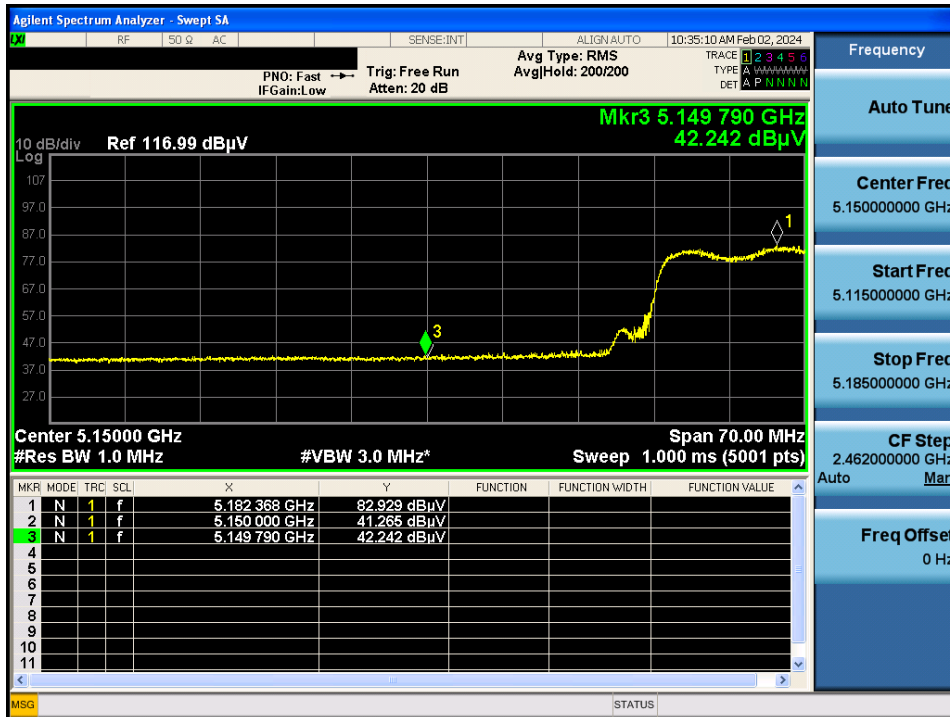 Agilent Spectrum Analyzer - Swept SA
LXI RF 50 Ω AC SENSE:INT ALIGN AUTO 10:35:10 AM Feb 02, 2024
Frequency
PNO: Fast
IFGain:Low
Trig: Free Run
Atten: 20 dB
Avg Type: RMS
Avg|Hold: 200/200
TRACE 1 2 3 4 5 6
TYPE A WWWWW
DET A P N N N N
Auto Tune
Mkr3 5.149 790 GHz
42.242 dBµV
10 dB/div Ref 116.99 dBµV
Log
107
97.0
87.0
77.0
67.0
57.0
47.0
37.0
27.0
1
3
Center 5.15000 GHz Span 70.00 MHz
#Res BW 1.0 MHz #VBW 3.0 MHz* Sweep 1.000 ms (5001 pts)
MKR MODE TRC SCL X Y FUNCTION FUNCTION WIDTH FUNCTION VALUE
1 N 1 f 5.182 368 GHz 82.929 dBµV
2 N 1 f 5.150 000 GHz 41.265 dBµV
3 N 1 f 5.149 790 GHz 42.242 dBµV
4
5
6
7
8
9
10
11
Center Freq
5.150000000 GHz
Start Freq
5.115000000 GHz
Stop Freq
5.185000000 GHz
CF Step
2.462000000 GHz
Auto Man
Freq Offset
0 Hz
MSG STATUS